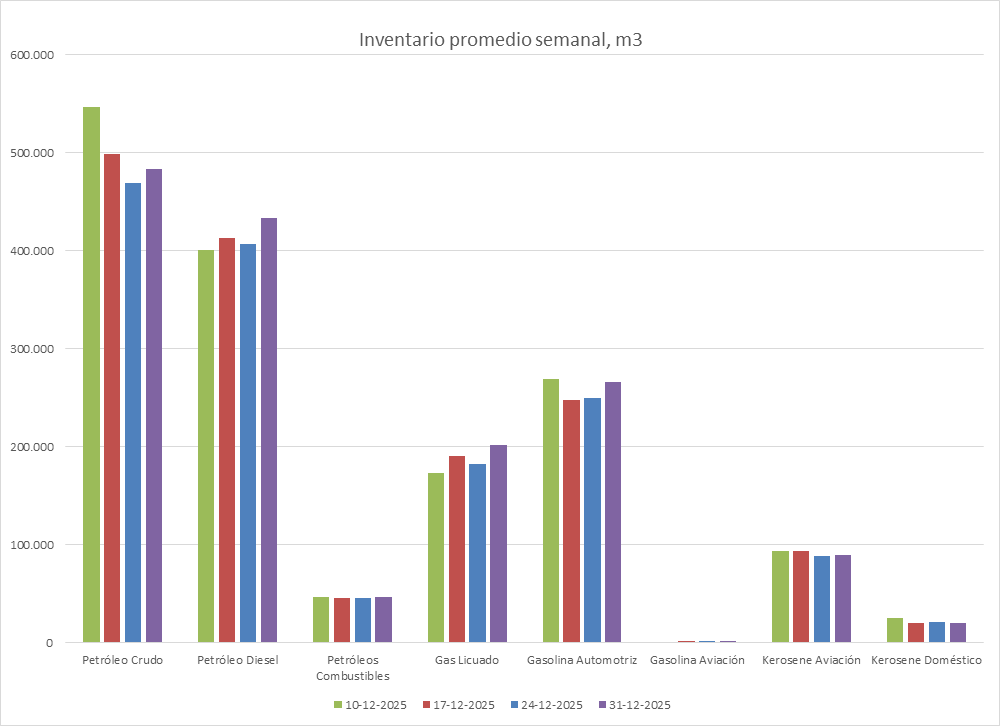 Inventario promedio semanal, m3
600.000
500.000
400.000
300.000
200.000
100.000
0
Petróleo Crudo
Petróleo Diesel
Petróleos
Combustibles
Gas Licuado
Gasolina Automotriz
Gasolina Aviación
Kerosene Aviación
Kerosene Doméstico
10-12-2025
17-12-2025
24-12-2025
31-12-2025